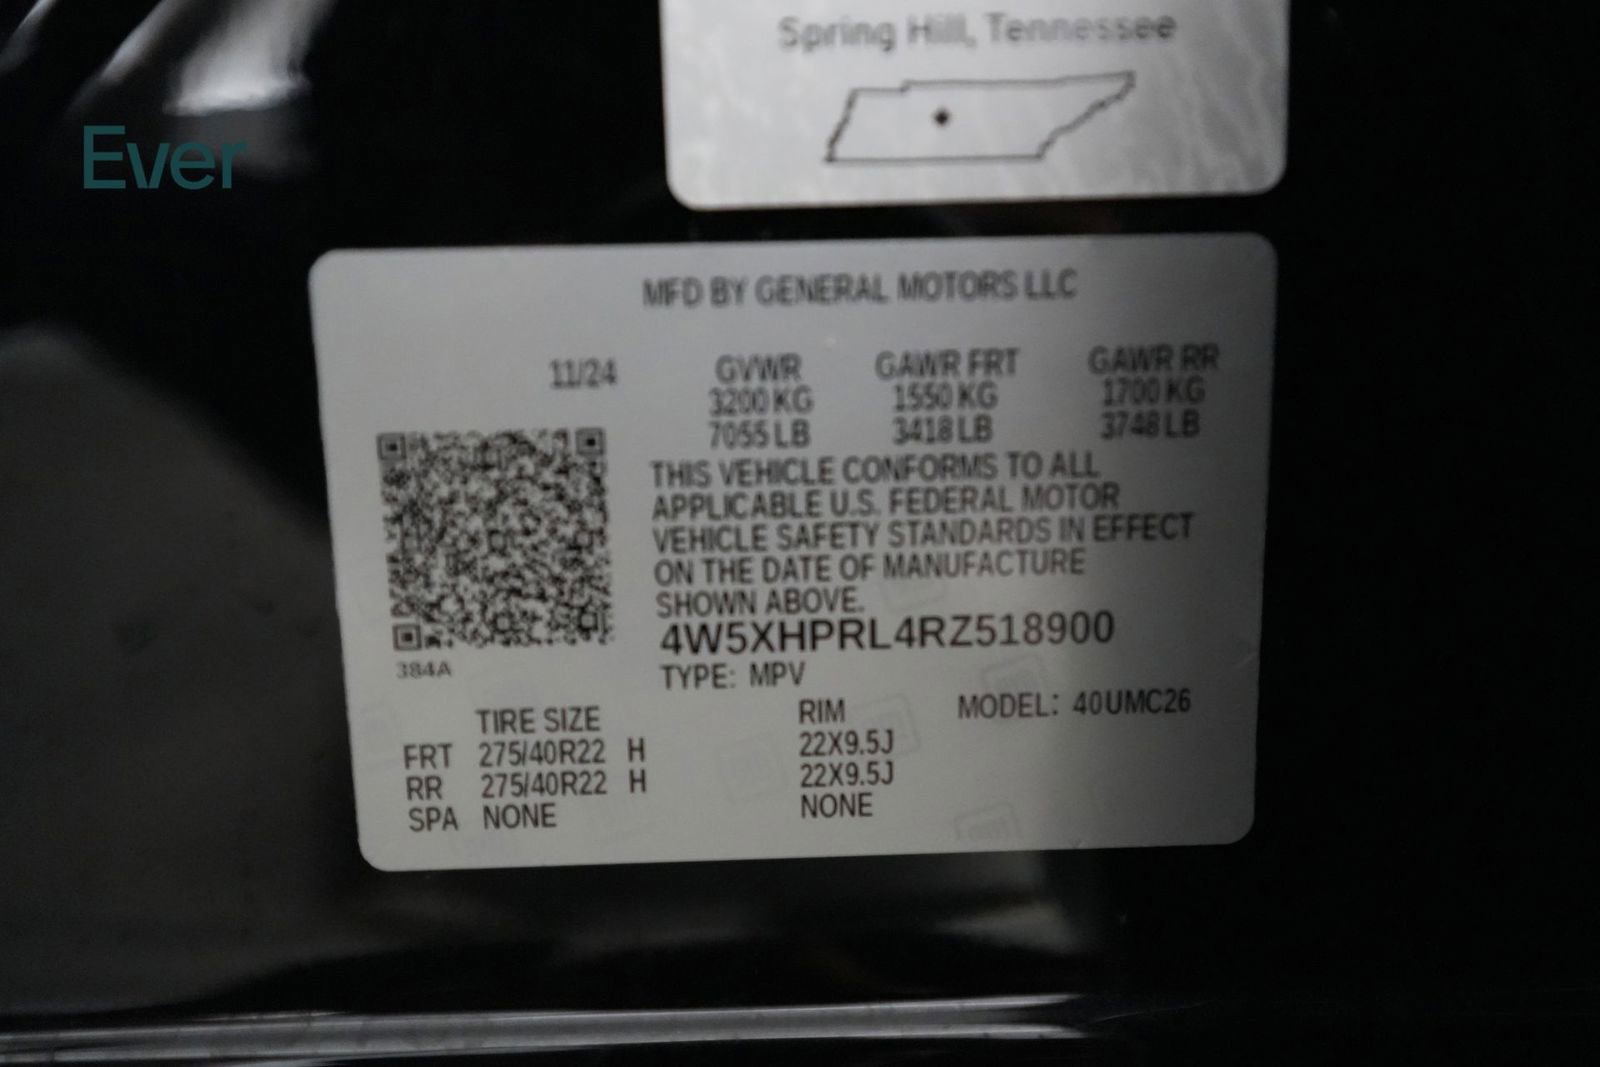 Spring Hill, Tennessee
Ever
MFD BY GENERAL MOTORS LLC
11/24 GVWR GAWR FRT GAWR RR
3200 KG 1550 KG 1700 KG
7055 LB 3418 LB 3748 LB
THIS VEHICLE CONFORMS TO ALL
APPLICABLE U.S. FEDERAL MOTOR
VEHICLE SAFETY STANDARDS IN EFFECT
ON THE DATE OF MANUFACTURE
SHOWN ABOVE.
4W5XHPRL4RZ518900
384A
TYPE: MPV
TIRE SIZE RIM MODEL: 40UMC26
FRT 275/40R22 H 22X9.5J
RR 275/40R22 H 22X9.5J
SPA NONE NONE